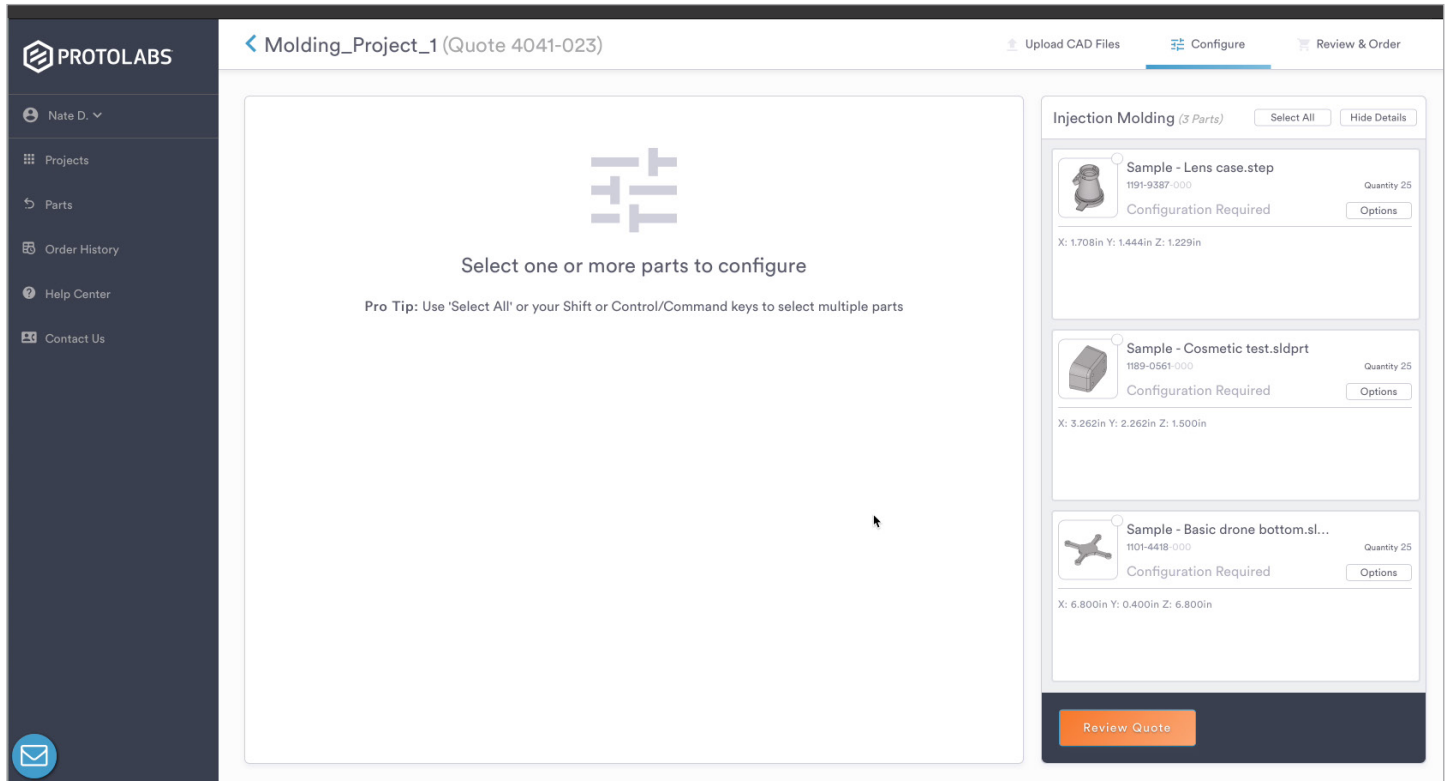 PROTOLABS
Nate D.
Projects
Parts
Order History
Help Center
Contact Us
Molding_Project_1 (Quote 4041-023)
Upload CAD Files
Configure
Review & Order
Select one or more parts to configure
Pro Tip: Use 'Select All' or your Shift or Control/Command keys to select multiple parts
Injection Molding (3 Parts)
Select All
Hide Details
Sample - Lens case.step
1191-9387-000
Quantity 25
Configuration Required
Options
X: 1.708in Y: 1.444in Z: 1.229in
Sample - Cosmetic test.sldprt
1189-0561-000
Quantity 25
Configuration Required
Options
X: 3.262in Y: 2.262in Z: 1.500in
Sample - Basic drone bottom.sl...
1101-4418-000
Quantity 25
Configuration Required
Options
X: 6.800in Y: 0.400in Z: 6.800in
Review Quote